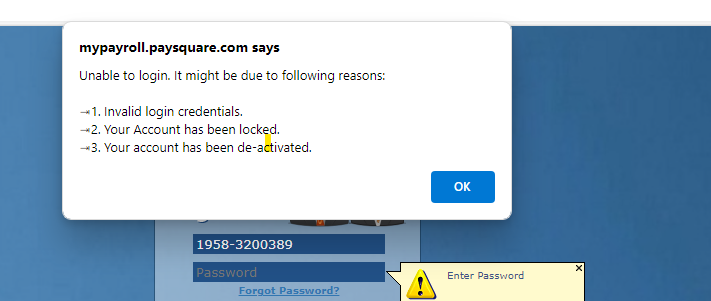 mypayroll.paysquare.com says
Unable to login. It might be due to following reasons:
→1. Invalid login credentials.
→2. Your Account has been locked.
→3. Your account has been de-activated.
OK
1958-3200389
Password
Enter Password
Forgot Password?